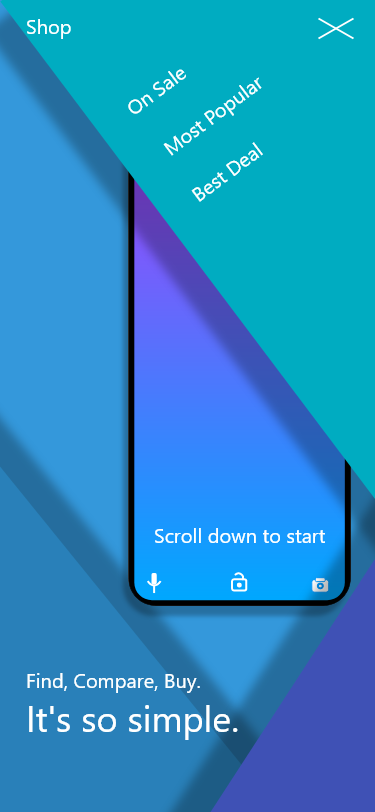 Shop
On Sale
Most Popular
Best Deal
Scroll down to start
Find, Compare, Buy.
It's so simple.